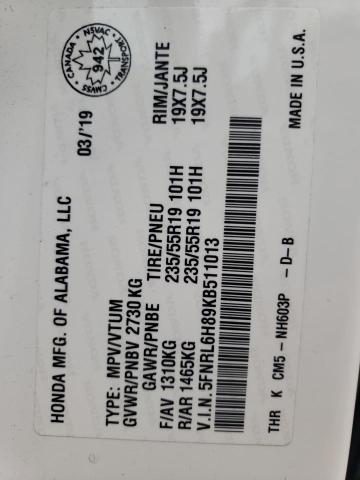 HONDA MFG. OF ALABAMA, LLC 03/'19
CANADA NSVAC 942 TRANSPORT CMVSS
TYPE: MPV/VTUM
GVWR/PNBV 2730KG
GAWR/PNBE TIRE/PNEU RIM/JANTE
F/AV 1310KG 235/55R19 101H 19X7.5J
R/AR 1465KG 235/55R19 101H 19X7.5J
V.I.N. 5FNRL6H89KB511013
THR K CM5 - NH603P - D-B MADE IN U.S.A.